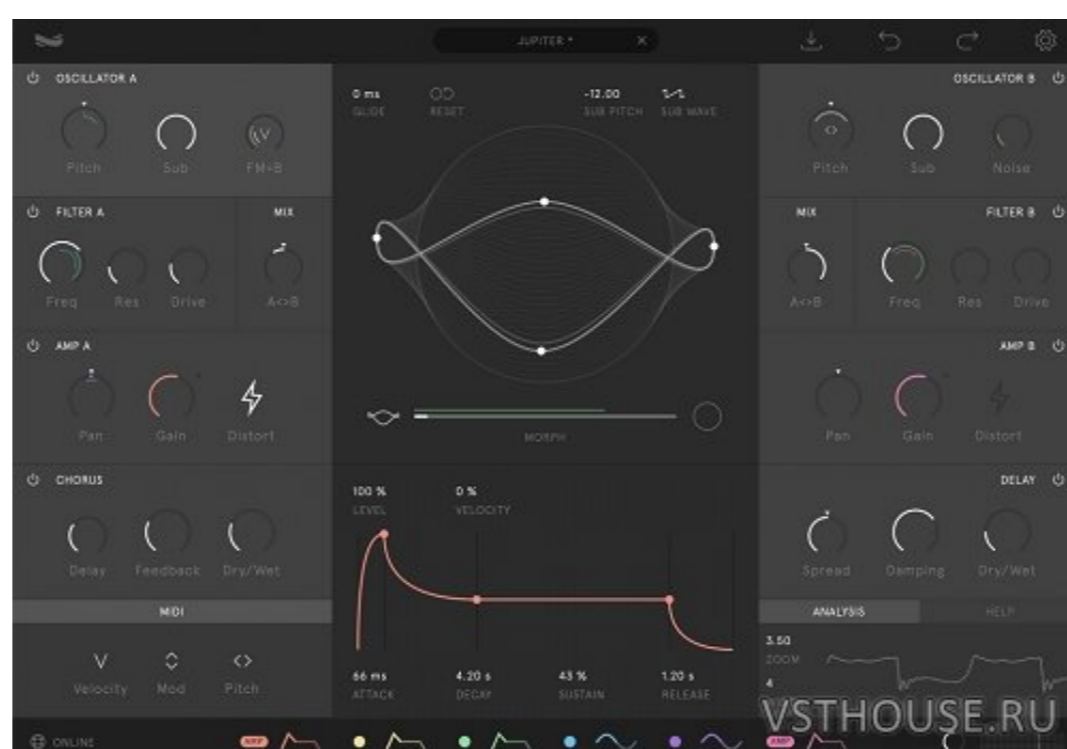 JUPITER *
OSCILLATOR A
Pitch Sub FM-B
0 ms
GLIDE
RESET
-12.00
SUB PITCH
SUB WAVE
OSCILLATOR B
Pitch Sub Noise
FILTER A
MIX
Freq Res Drive
A<>B
MIX
FILTER B
A<>B
Freq Res Drive
AMP A
Pan Gain Distort
AMP B
Pan Gain Distort
MORPH
CHORUS
Delay Feedback Dry/Wet
100 %
LEVEL
0 %
VELOCITY
DELAY
Spread Damping Dry/Wet
MIDI
V
Velocity Mod Pitch
66 ms
ATTACK
4.20 s
DECAY
43 %
SUSTAIN
1.20 s
RELEASE
ANALYSIS
HELP
3.50
ZOOM
4
VSTHOUSE.RU
ONLINE
AMP
AMP